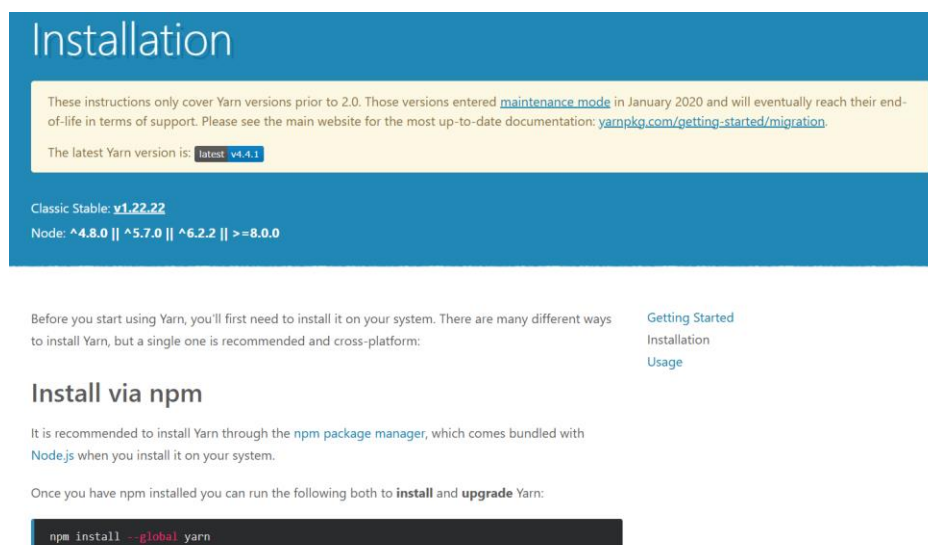 Installation
These instructions only cover Yarn versions prior to 2.0. Those versions entered maintenance mode in January 2020 and will eventually reach their end-
of-life in terms of support. Please see the main website for the most up-to-date documentation: yarnpkg.com/getting-started/migration.
The latest Yarn version is: latest v4.4.1
Classic Stable: v1.22.22
Node: ^4.8.0 || ^5.7.0 || ^6.2.2 || >=8.0.0
Before you start using Yarn, you'll first need to install it on your system. There are many different ways
to install Yarn, but a single one is recommended and cross-platform:
Getting Started
Installation
Usage
Install via npm
It is recommended to install Yarn through the npm package manager, which comes bundled with
Node.js when you install it on your system.
Once you have npm installed you can run the following both to install and upgrade Yarn:
npm install --global yarn